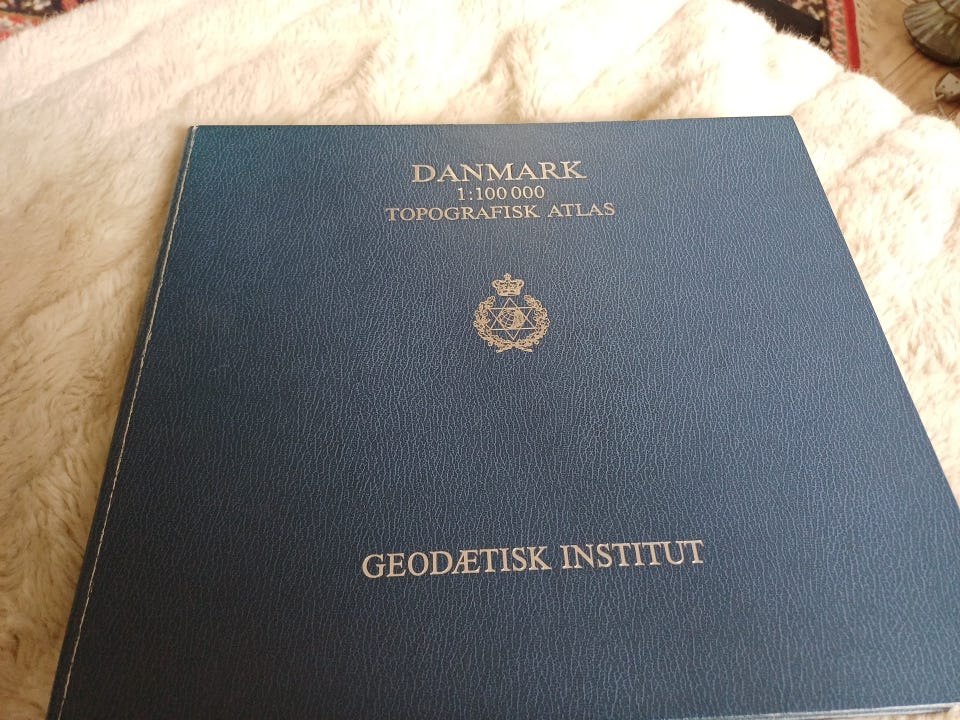 DANMARK
1:100 000
TOPOGRAFISK ATLAS
GEODÆTISK INSTITUT